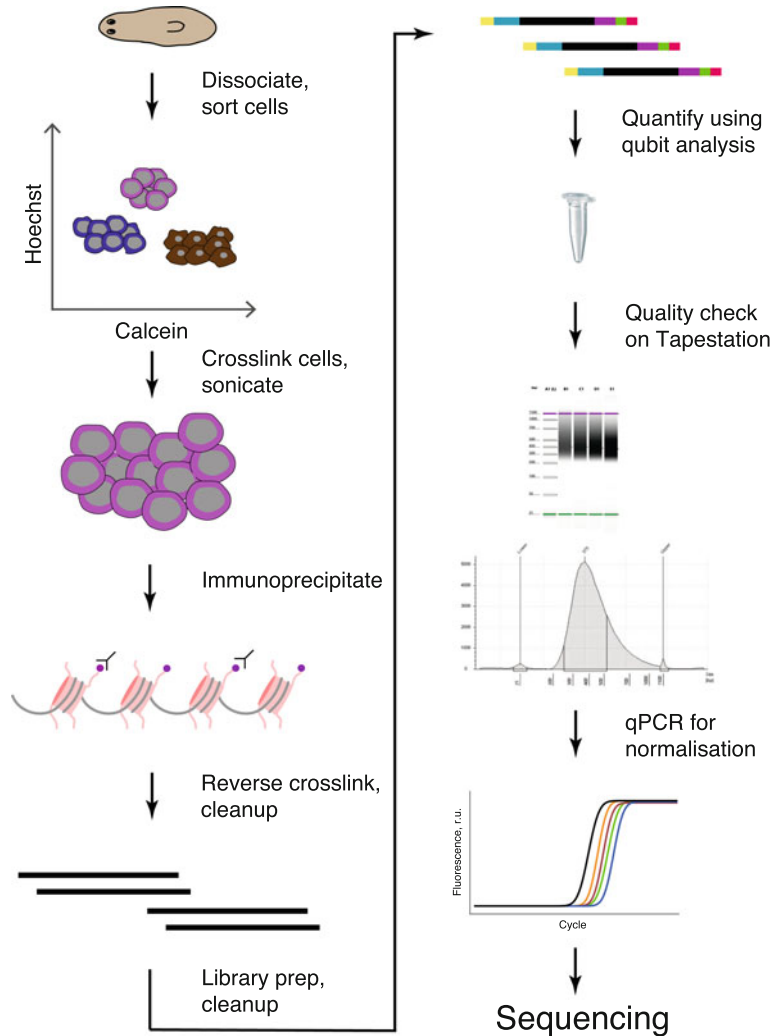 Dissociate,
sort cells
Hoechst
Calcein
Crosslink cells,
sonicate
Immunoprecipitate
Reverse crosslink,
cleanup
Library prep,
cleanup
Quantify using
qubit analysis
Quality check
on Tapestation
qPCR for
normalisation
Fluorescence, r.u.
Cycle
Sequencing